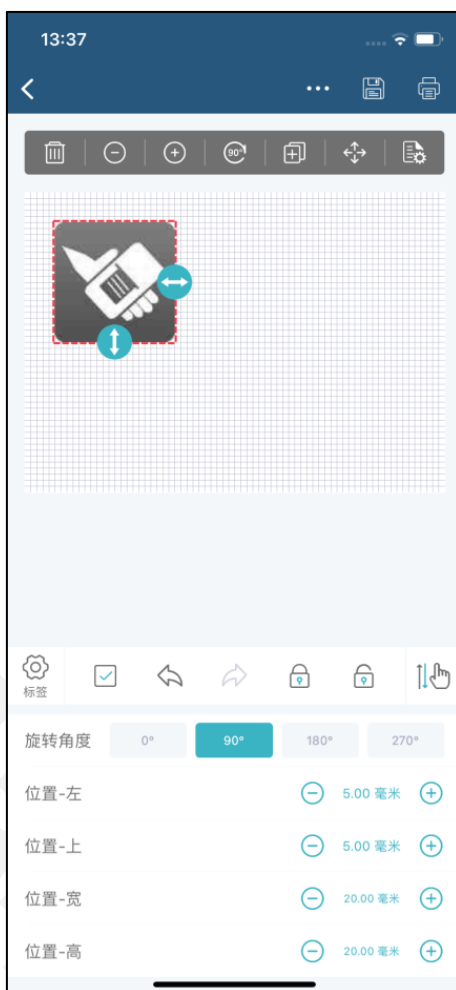 13:37
90°
标签
旋转角度 0° 90° 180° 270°
位置-左 5.00 毫米
位置-上 5.00 毫米
位置-宽 20.00 毫米
位置-高 20.00 毫米